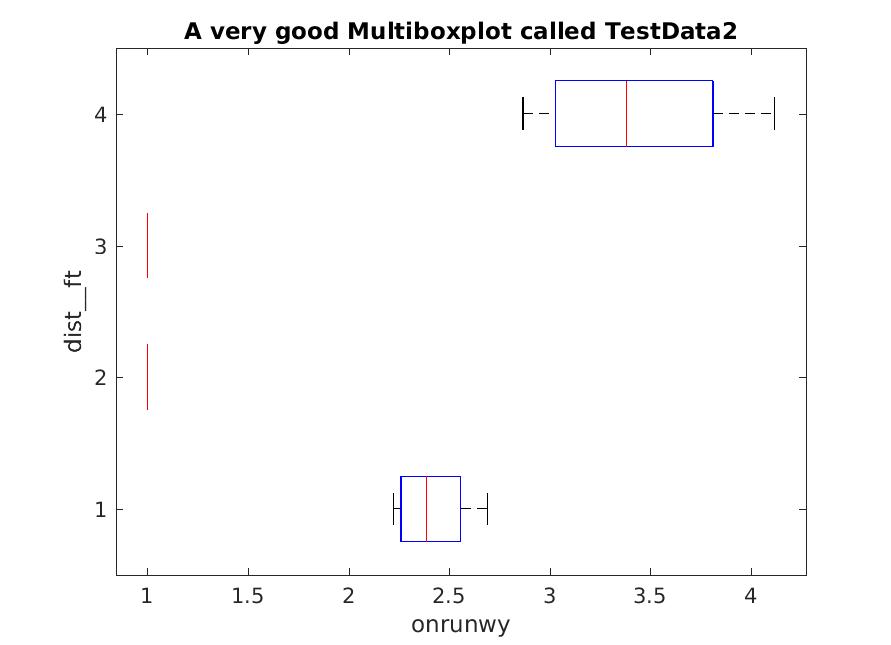 A very good Multiboxplot called TestData2
4
3
2
1
dist__ft
1 1.5 2 2.5 3 3.5 4
onrunwy